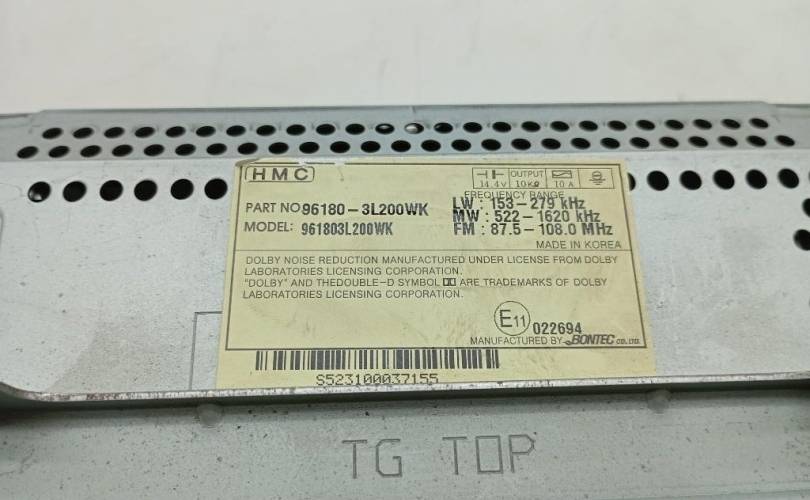 HMC
OUTPUT
14.4V 10KΩ 10A
FREQUENCY RANGE
PART NO 96180-3L200WK
LW : 153-279 kHz
MODEL: 961803L200WK
MW : 522-1620 kHz
FM : 87.5-108.0 MHz
MADE IN KOREA
DOLBY NOISE REDUCTION MANUFACTURED UNDER LICENSE FROM DOLBY
LABORATORIES LICENSING CORPORATION.
"DOLBY" AND THEDOUBLE-D SYMBOL ARE TRADEMARKS OF DOLBY
LABORATORIES LICENSING CORPORATION.
E11 022694
MANUFACTURED BY BONTEC CO., LTD.
S523100037155
TG TOP